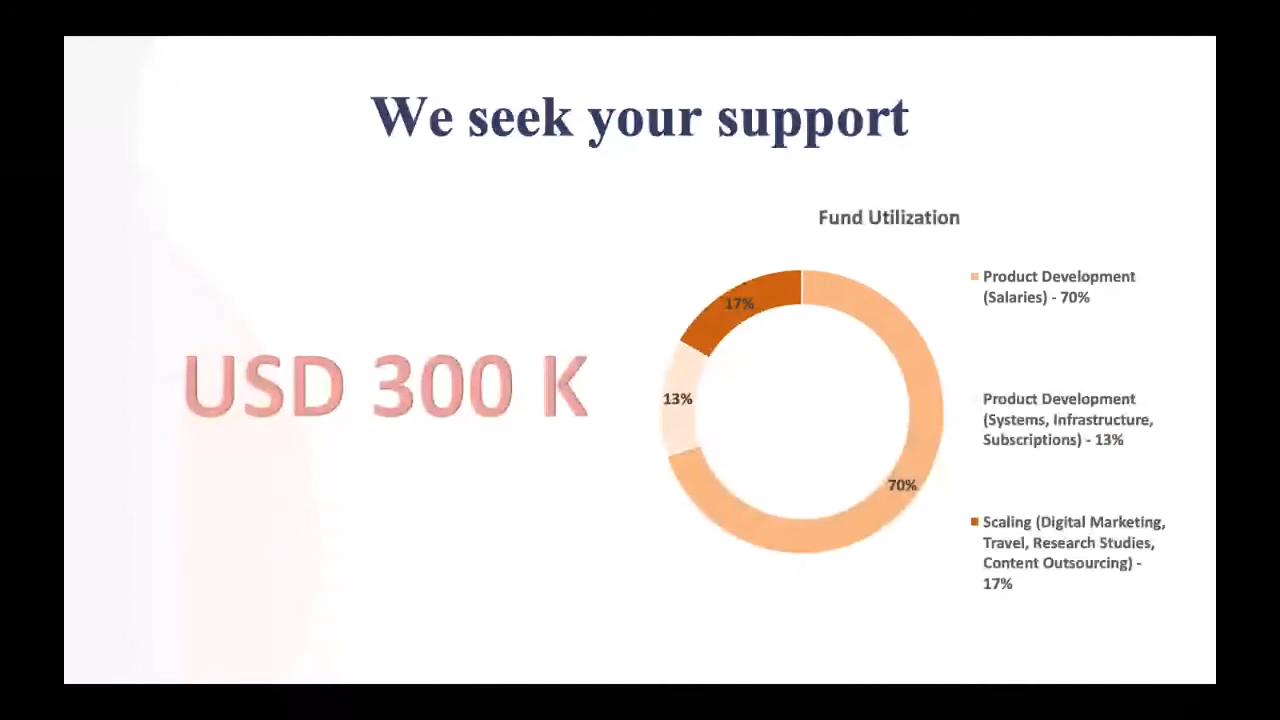 We seek your support
Fund Utilization
USD 300 K
17%
13%
70%
Product Development
(Salaries) - 70%
Product Development
(Systems, Infrastructure,
Subscriptions) - 13%
Scaling (Digital Marketing,
Travel, Research Studies,
Content Outsourcing) -
17%